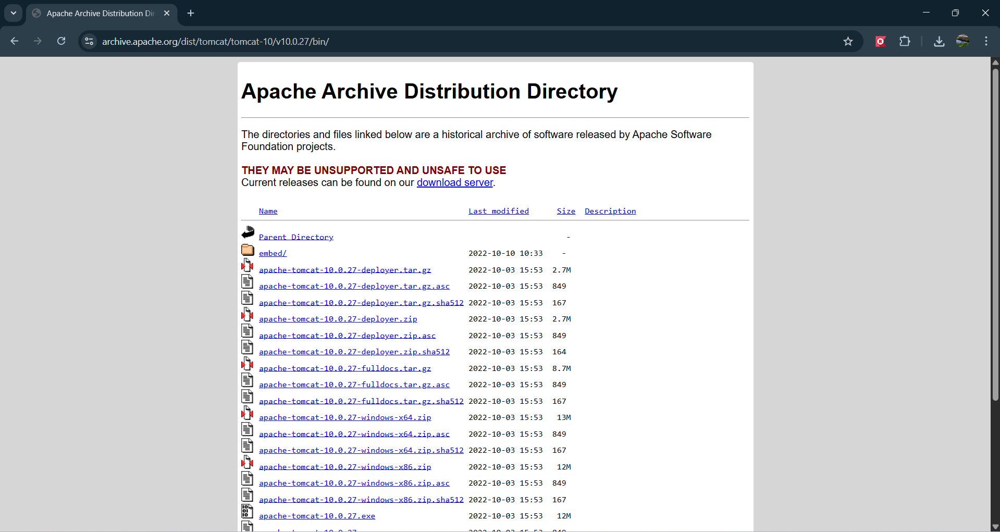 Apache Archive Distribution Dir
archive.apache.org/dist/tomcat/tomcat-10/v10.0.27/bin/
Apache Archive Distribution Directory
The directories and files linked below are a historical archive of software released by Apache Software
Foundation projects.
THEY MAY BE UNSUPPORTED AND UNSAFE TO USE
Current releases can be found on our download server.
Name Last modified Size Description
Parent Directory -
embed/ 2022-10-10 10:33 -
apache-tomcat-10.0.27-deployer.tar.gz 2022-10-03 15:53 2.7M
apache-tomcat-10.0.27-deployer.tar.gz.asc 2022-10-03 15:53 849
apache-tomcat-10.0.27-deployer.tar.gz.sha512 2022-10-03 15:53 167
apache-tomcat-10.0.27-deployer.zip 2022-10-03 15:53 2.7M
apache-tomcat-10.0.27-deployer.zip.asc 2022-10-03 15:53 849
apache-tomcat-10.0.27-deployer.zip.sha512 2022-10-03 15:53 164
apache-tomcat-10.0.27-fulldocs.tar.gz 2022-10-03 15:53 8.7M
apache-tomcat-10.0.27-fulldocs.tar.gz.asc 2022-10-03 15:53 849
apache-tomcat-10.0.27-fulldocs.tar.gz.sha512 2022-10-03 15:53 167
apache-tomcat-10.0.27-windows-x64.zip 2022-10-03 15:53 13M
apache-tomcat-10.0.27-windows-x64.zip.asc 2022-10-03 15:53 849
apache-tomcat-10.0.27-windows-x64.zip.sha512 2022-10-03 15:53 167
apache-tomcat-10.0.27-windows-x86.zip 2022-10-03 15:53 12M
apache-tomcat-10.0.27-windows-x86.zip.asc 2022-10-03 15:53 849
apache-tomcat-10.0.27-windows-x86.zip.sha512 2022-10-03 15:53 167
apache-tomcat-10.0.27.exe 2022-10-03 15:53 12M